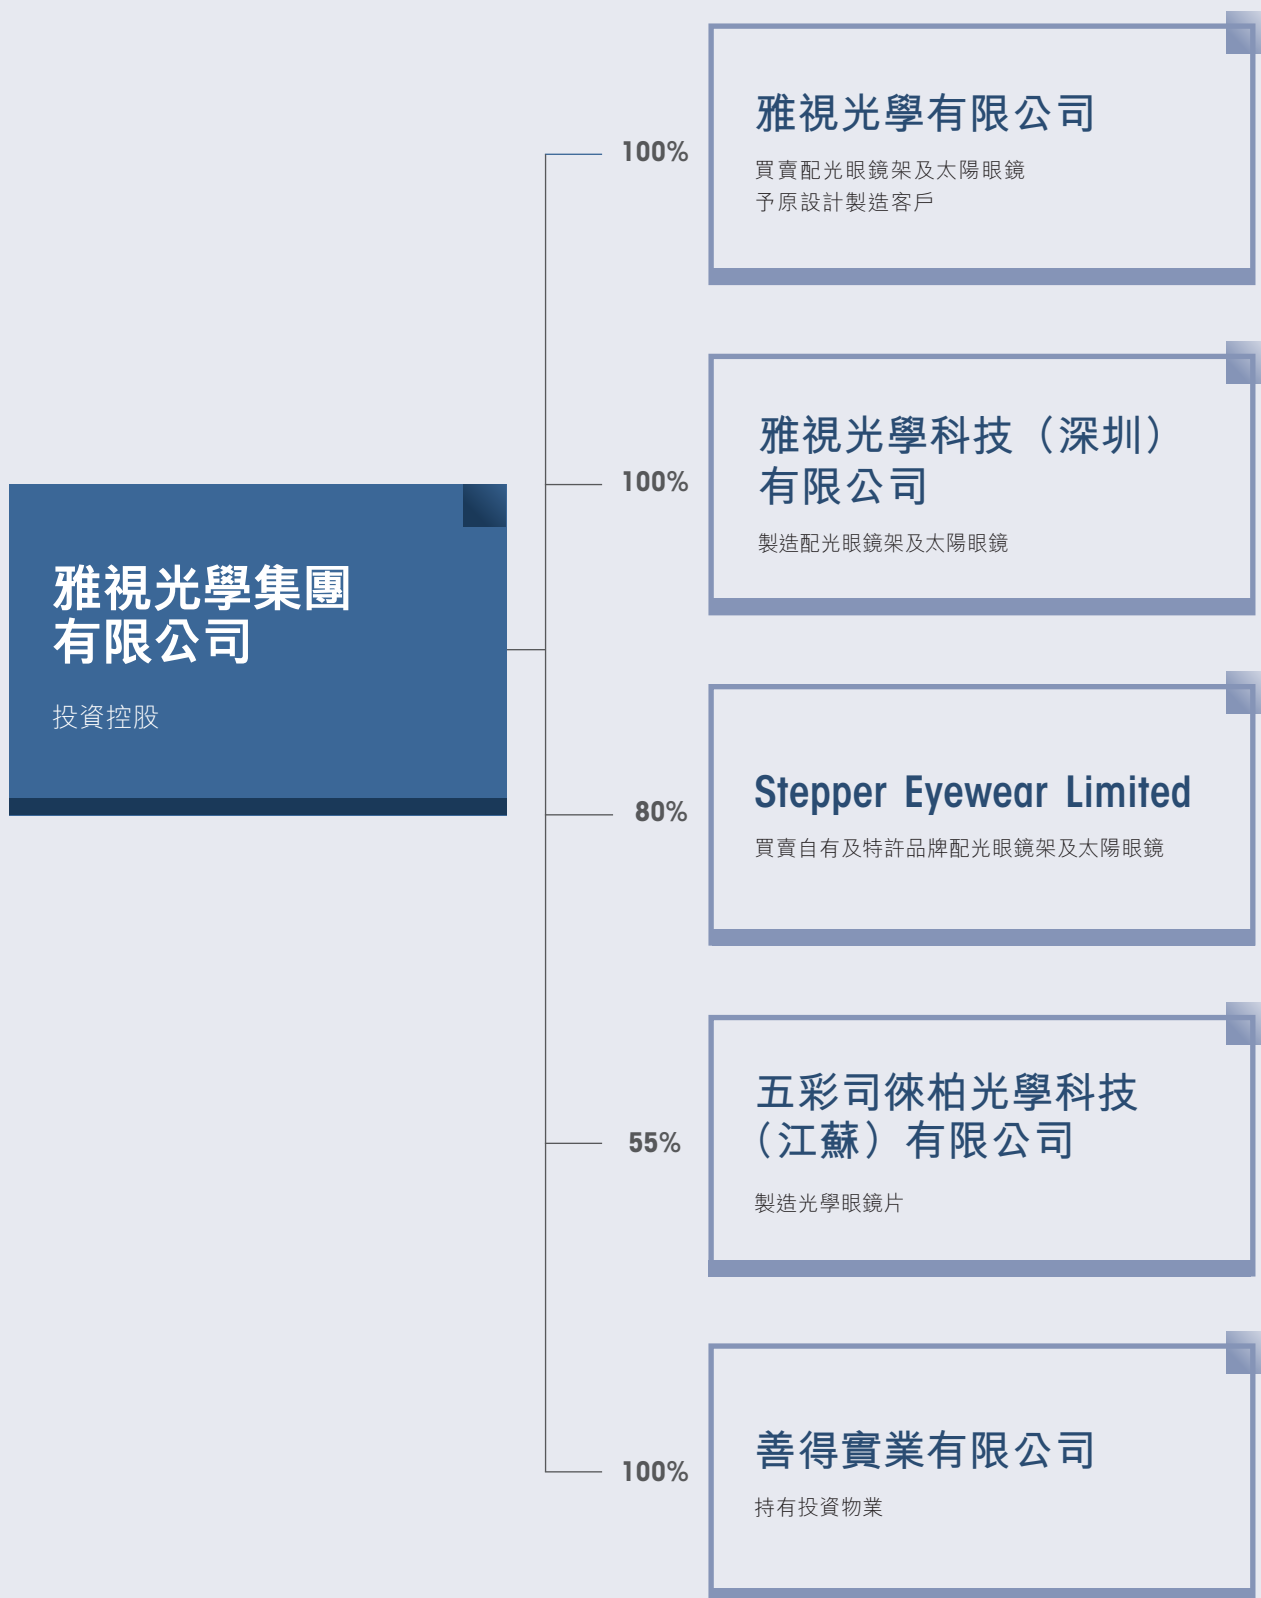 雅視光學集團
有限公司
投資控股
100%
雅視光學有限公司
買賣配光眼鏡架及太陽眼鏡
予原設計製造客戶
100%
雅視光學科技（深圳）
有限公司
製造配光眼鏡架及太陽眼鏡
80%
Stepper Eyewear Limited
買賣自有及特許品牌配光眼鏡架及太陽眼鏡
55%
五彩司徠柏光學科技
（江蘇）有限公司
製造光學眼鏡片
100%
善得實業有限公司
持有投資物業